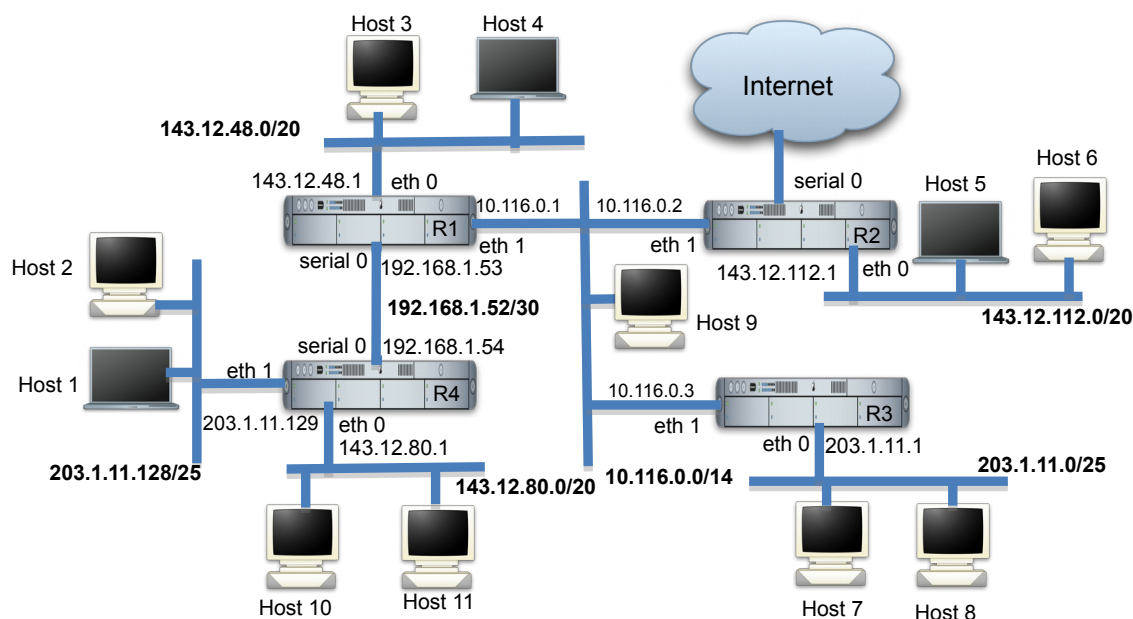 Host 3
Host 4
Internet
143.12.48.0/20
Host 6
143.12.48.1
eth 0
serial 0
Host 5
10.116.0.1
10.116.0.2
R1
R2
eth 1
eth 1
Host 2
serial 0
192.168.1.53
143.12.112.1
eth 0
192.168.1.52/30
Host 9
143.12.112.0/20
serial 0
192.168.1.54
Host 1
eth 1
10.116.0.3
R4
R3
203.1.11.129
eth 0
eth 1
eth 0
143.12.80.1
203.1.11.1
203.1.11.128/25
143.12.80.0/20
10.116.0.0/14
203.1.11.0/25
Host 10
Host 11
Host 7
Host 8